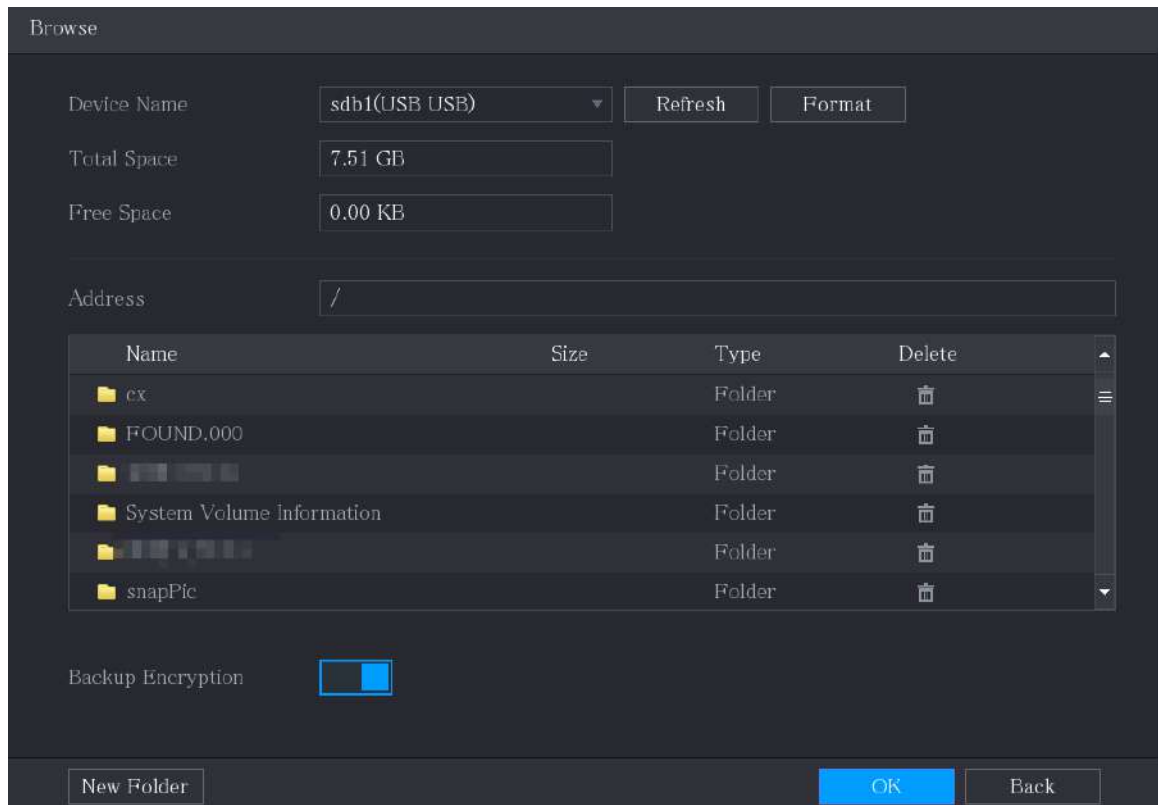 Browse
Device Name sdb1(USB USB) Refresh Format
Total Space 7.51 GB
Free Space 0.00 KB
Address /
Name Size Type Delete
cx Folder
FOUND.000 Folder
Folder
System Volume Information Folder
Folder
snapPic Folder
Backup Encryption
New Folder OK Back